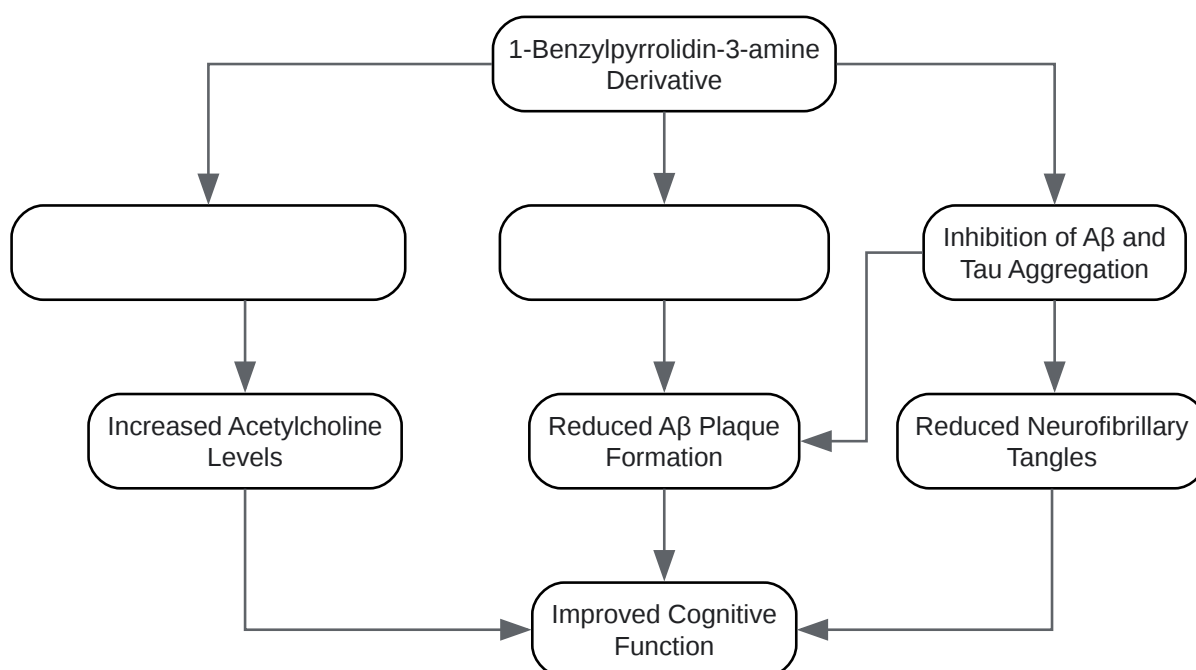 1-Benzylpyrrolidin-3-amine
Derivative
Inhibition of Aβ and
Tau Aggregation
Increased Acetylcholine
Levels
Reduced Aβ Plaque
Formation
Reduced Neurofibrillary
Tangles
Improved Cognitive
Function